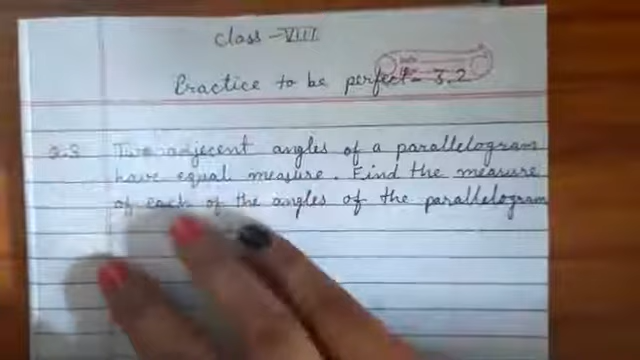 Class - VIII
Practice to be perfect - 3.2
Two adjecent angles of a parallelogram
have equal measure. Find the measure
of each of the angles of the parallelogram